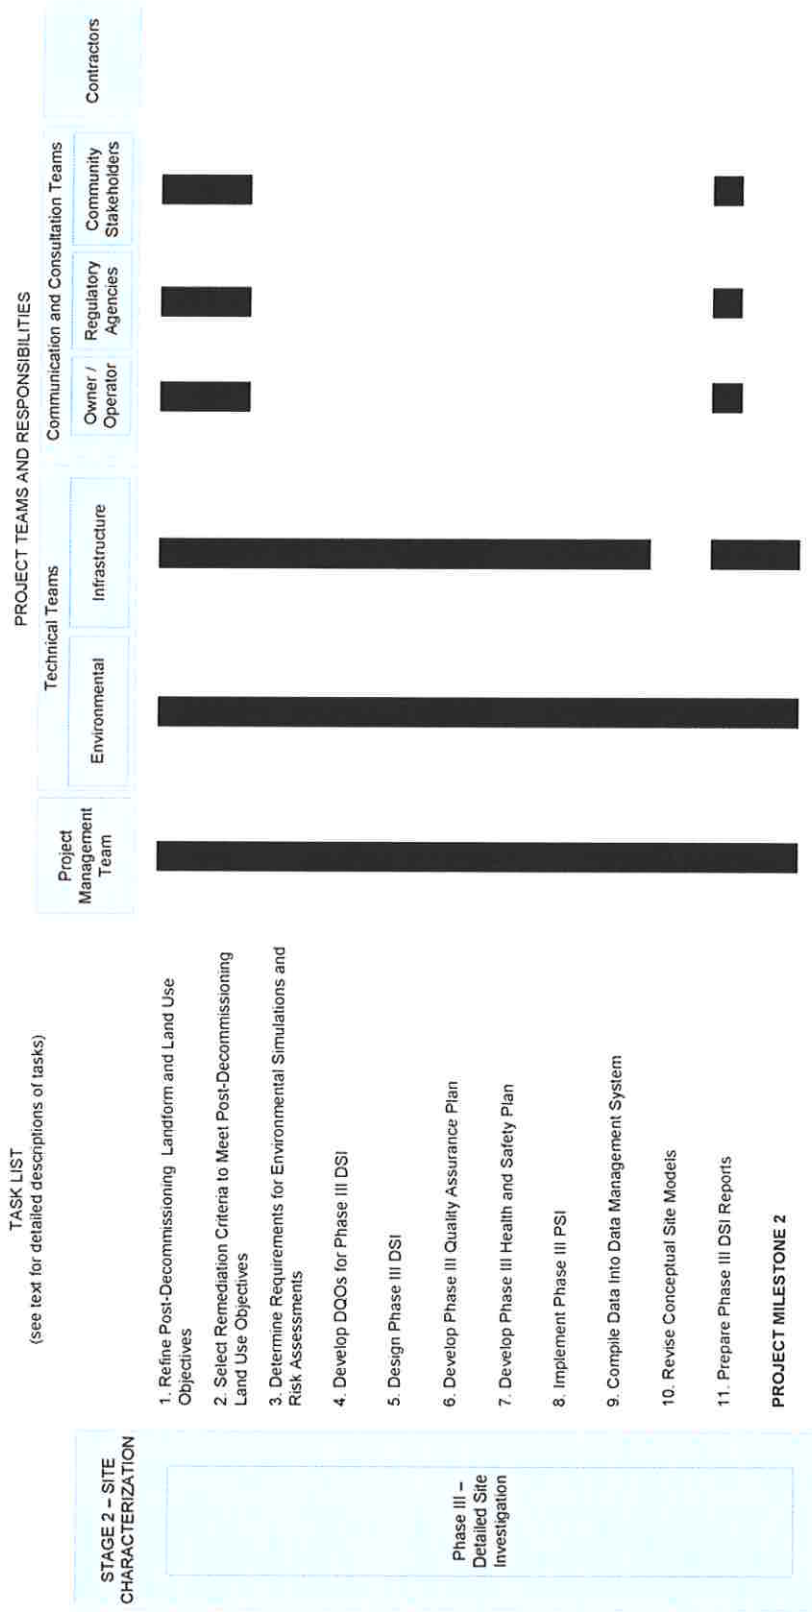 PROJECT TEAMS AND RESPONSIBILITIES
TASK LIST
(see text for detailed descriptions of tasks)
Project
Management
Team
Technical Teams
Environmental
Infrastructure
Communication and Consultation Teams
Owner /
Operator
Regulatory
Agencies
Community
Stakeholders
Contractors
STAGE 2 – SITE
CHARACTERIZATION
Phase III –
Detailed Site
Investigation
1. Refine Post-Decommissioning Landform and Land Use
Objectives
2. Select Remediation Criteria to Meet Post-Decommissioning
Land Use Objectives
3. Determine Requirements for Environmental Simulations and
Risk Assessments
4. Develop DQOs for Phase III DSI
5. Design Phase III DSI
6. Develop Phase III Quality Assurance Plan
7. Develop Phase III Health and Safety Plan
8. Implement Phase III PSI
9. Compile Data Into Data Management System
10. Revise Conceptual Site Models
11. Prepare Phase III DSI Reports
PROJECT MILESTONE 2